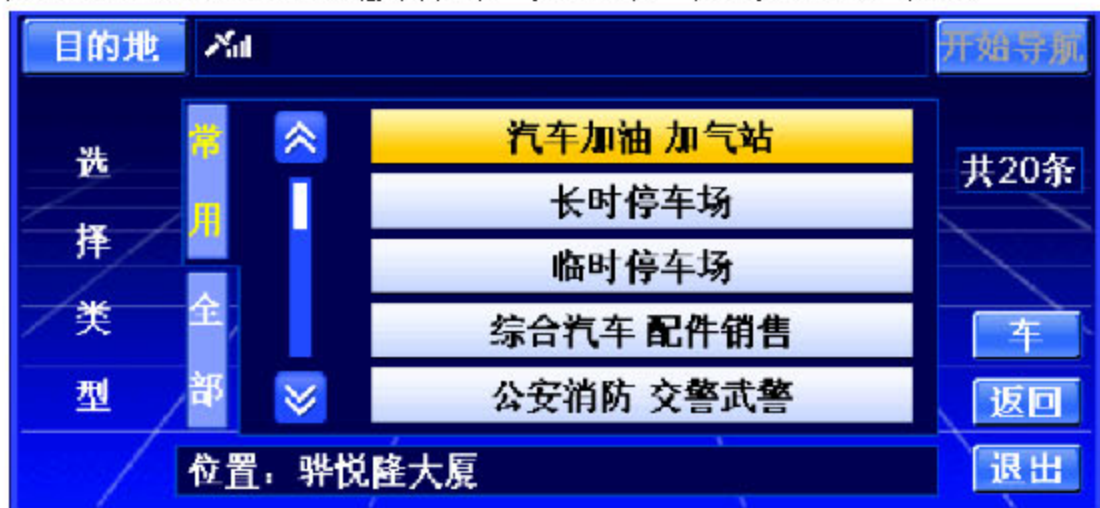 目的地
开始导航
选择类型
常用
全部
汽车加油 加气站
长时停车场
临时停车场
综合汽车 配件销售
公安消防 交警武警
共20条
车
返回
位置：骅悦隆大厦
退出